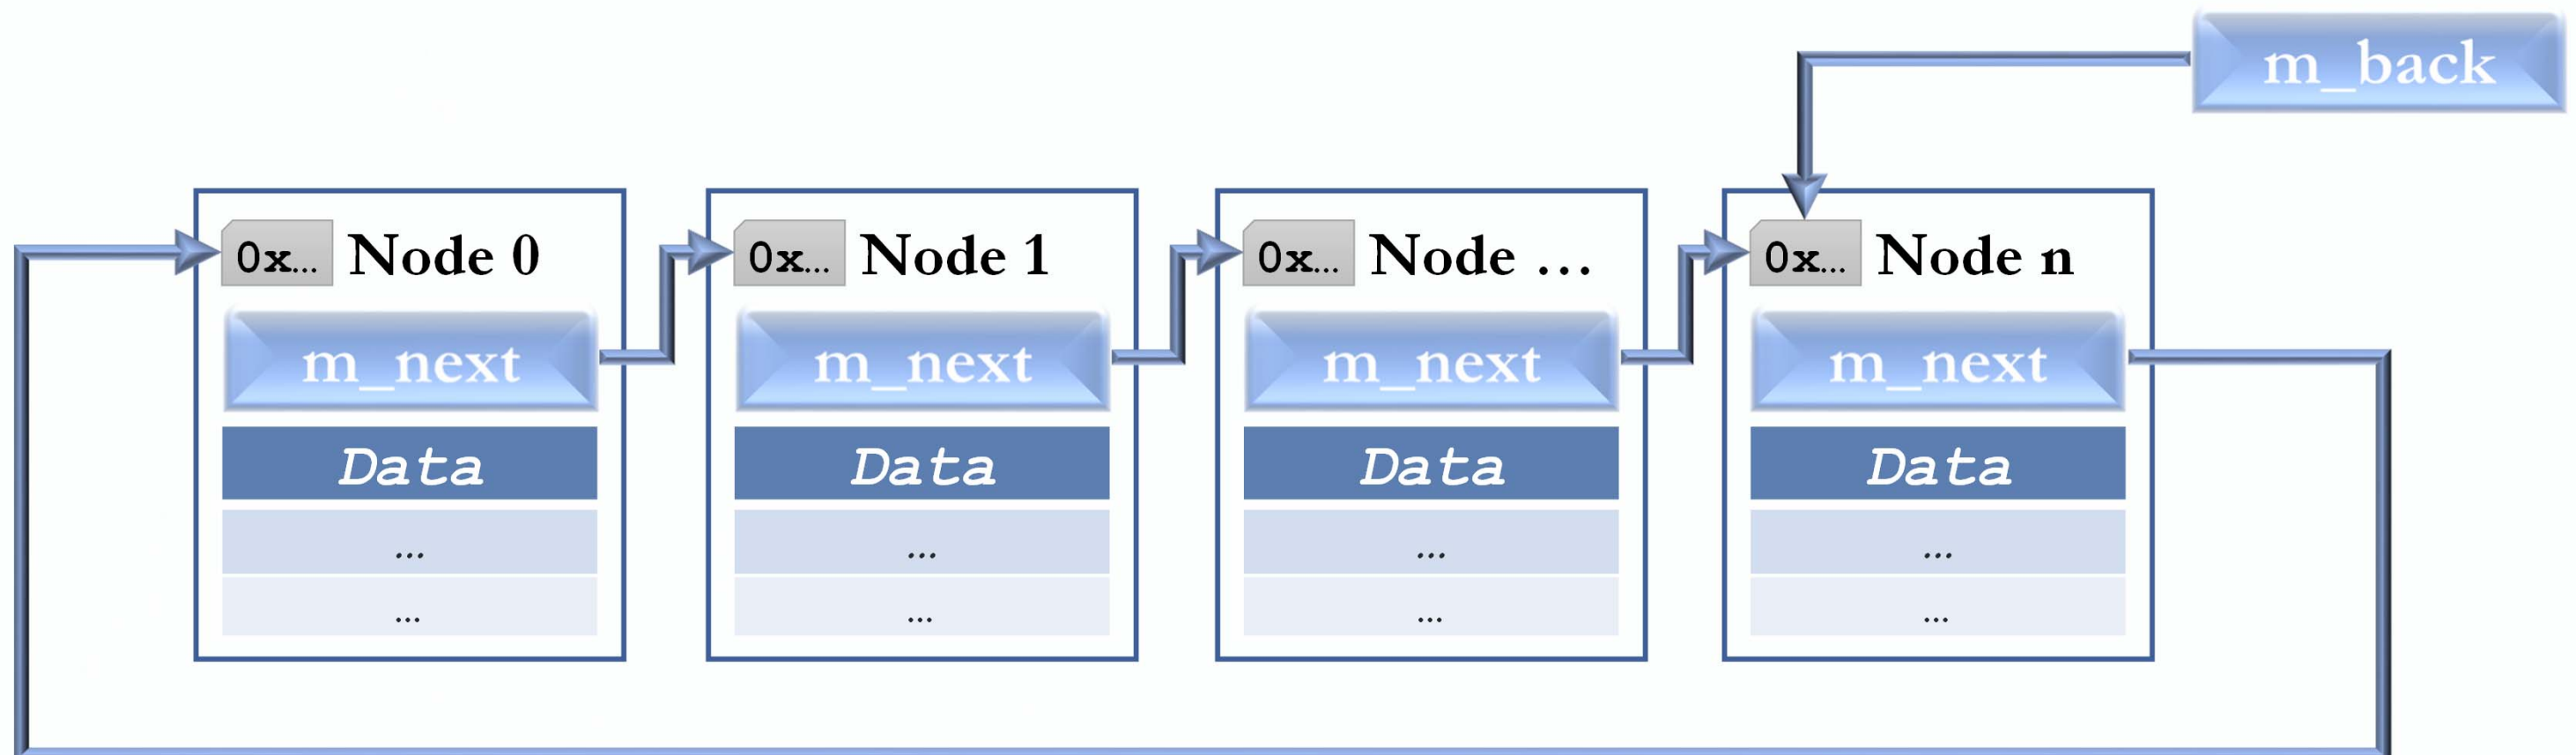 m_back
0x... Node 0
0x... Node 1
0x... Node ...
0x... Node n
m_next
m_next
m_next
m_next
Data
Data
Data
Data
...
...
...
...
...
...
...
...